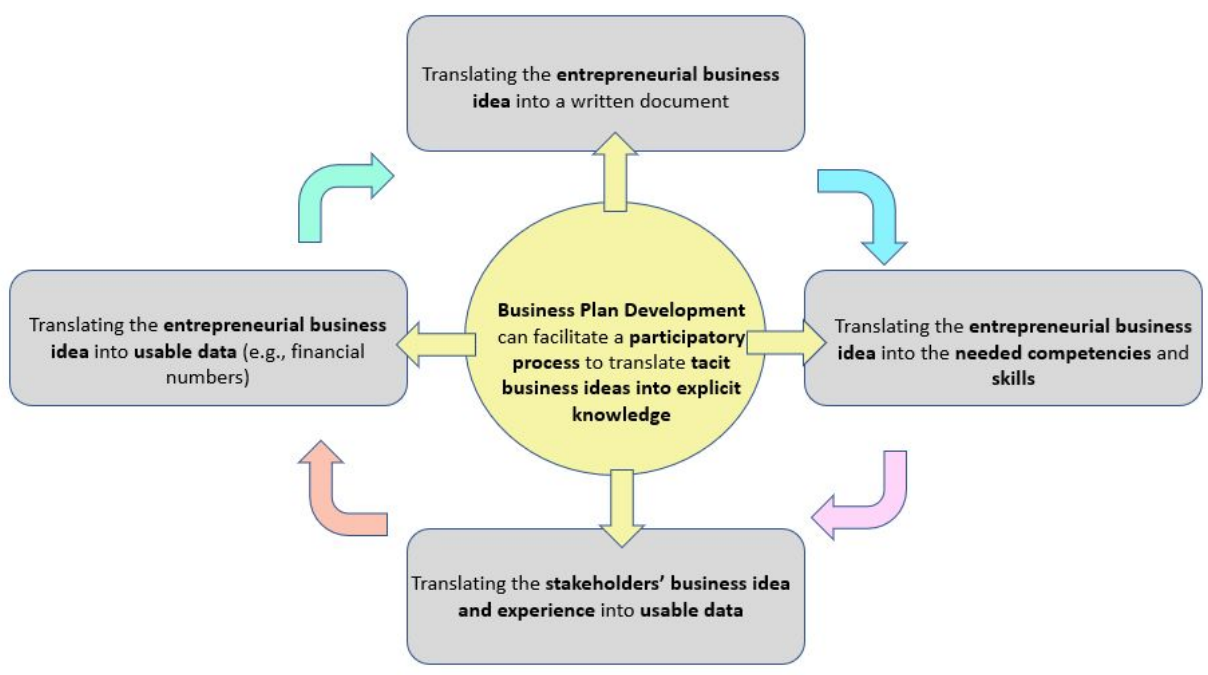 Translating the entrepreneurial business
idea into a written document
Translating the entrepreneurial business
idea into usable data (e.g., financial
numbers)
Business Plan Development
can facilitate a participatory
process to translate tacit
business ideas into explicit
knowledge
Translating the entrepreneurial business
idea into the needed competencies and
skills
Translating the stakeholders’ business idea
and experience into usable data